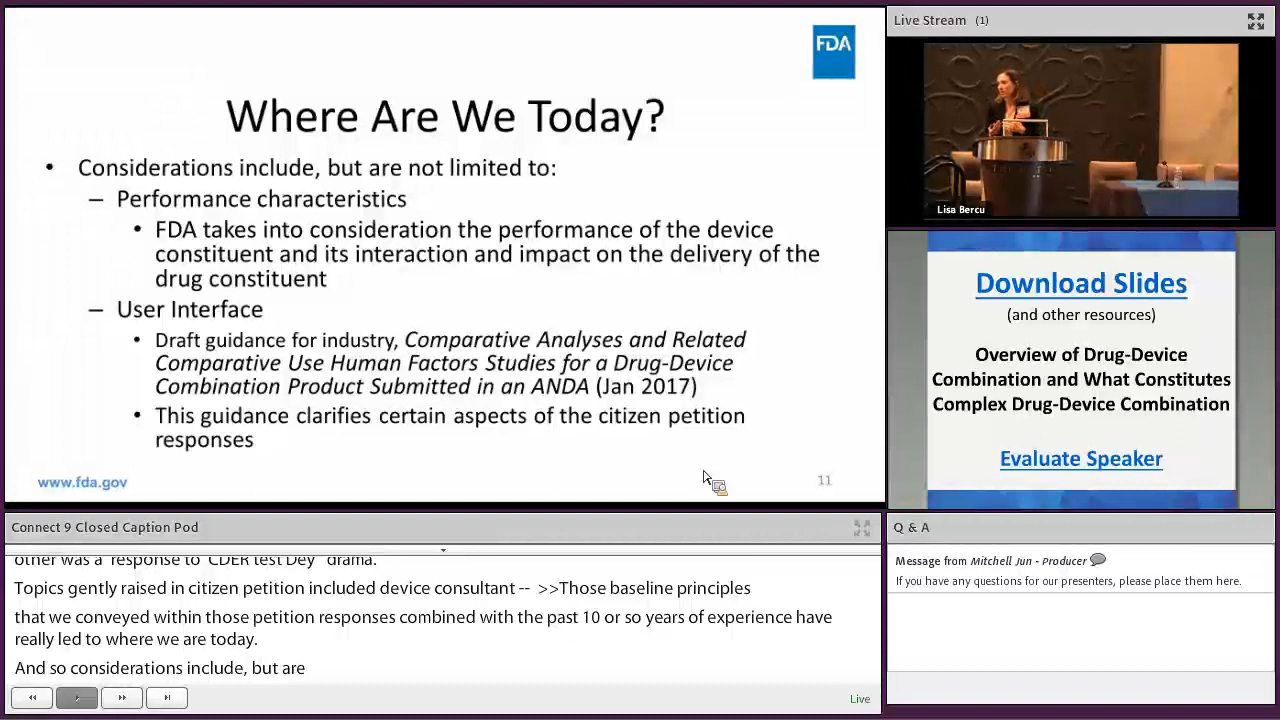 FDA
Where Are We Today?
• Considerations include, but are not limited to:
– Performance characteristics
• FDA takes into consideration the performance of the device
constituent and its interaction and impact on the delivery of the
drug constituent
– User Interface
• Draft guidance for industry, Comparative Analyses and Related
Comparative Use Human Factors Studies for a Drug-Device
Combination Product Submitted in an ANDA (Jan 2017)
• This guidance clarifies certain aspects of the citizen petition
responses
www.fda.gov
11
Live Stream (1)
Lisa Bercu
Download Slides
(and other resources)
Overview of Drug-Device
Combination and What Constitutes
Complex Drug-Device Combination
Evaluate Speaker
Connect 9 Closed Caption Pod
other was a response to CDER test Dey drama.
Topics gently raised in citizen petition included device consultant -- >>Those baseline principles
that we conveyed within those petition responses combined with the past 10 or so years of experience have
really led to where we are today.
And so considerations include, but are
Live
Q & A
Message from Mitchell Jun - Producer
If you have any questions for our presenters, please place them here.